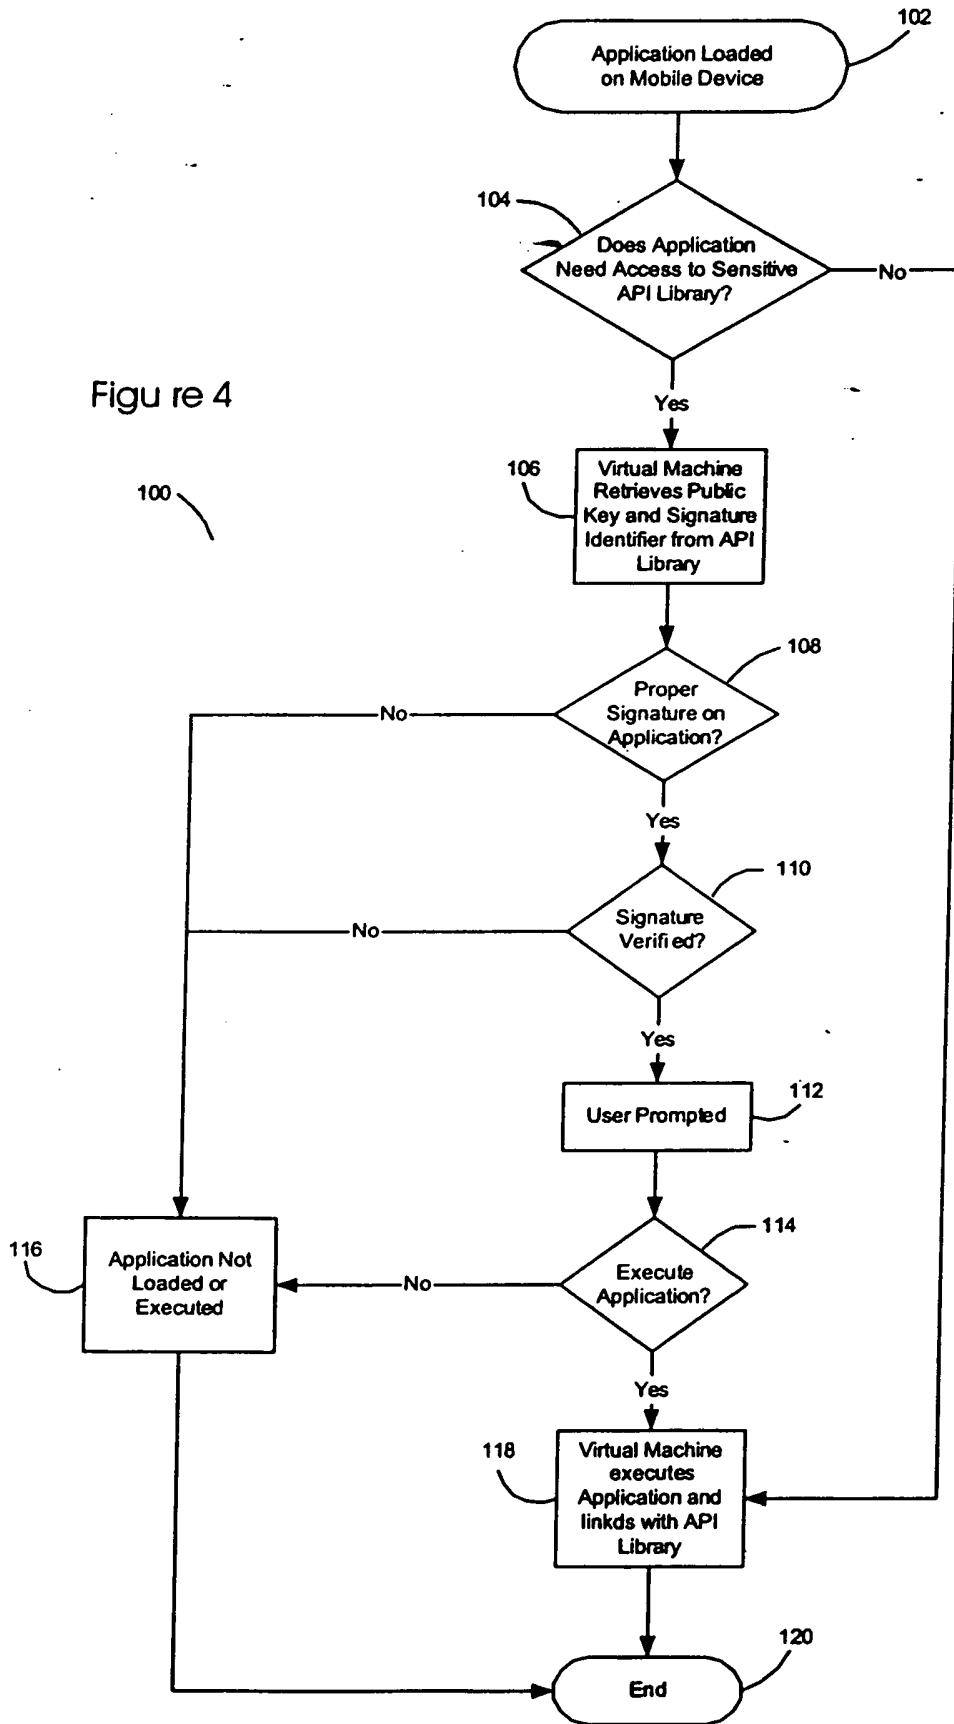 102
Application Loaded
on Mobile Device
104
Does Application
Need Access to Sensitive
API Library?
No
Figu re 4
Yes
100
106
Virtual Machine
Retrieves Public
Key and Signature
Identifier from API
Library
108
Proper
Signature on
Application?
No
Yes
110
Signature
Verified?
No
Yes
112
User Prompted
114
116
Application Not
Loaded or
Executed
Execute
Application?
No
Yes
118
Virtual Machine
executes
Application and
linkds with API
Library
120
End